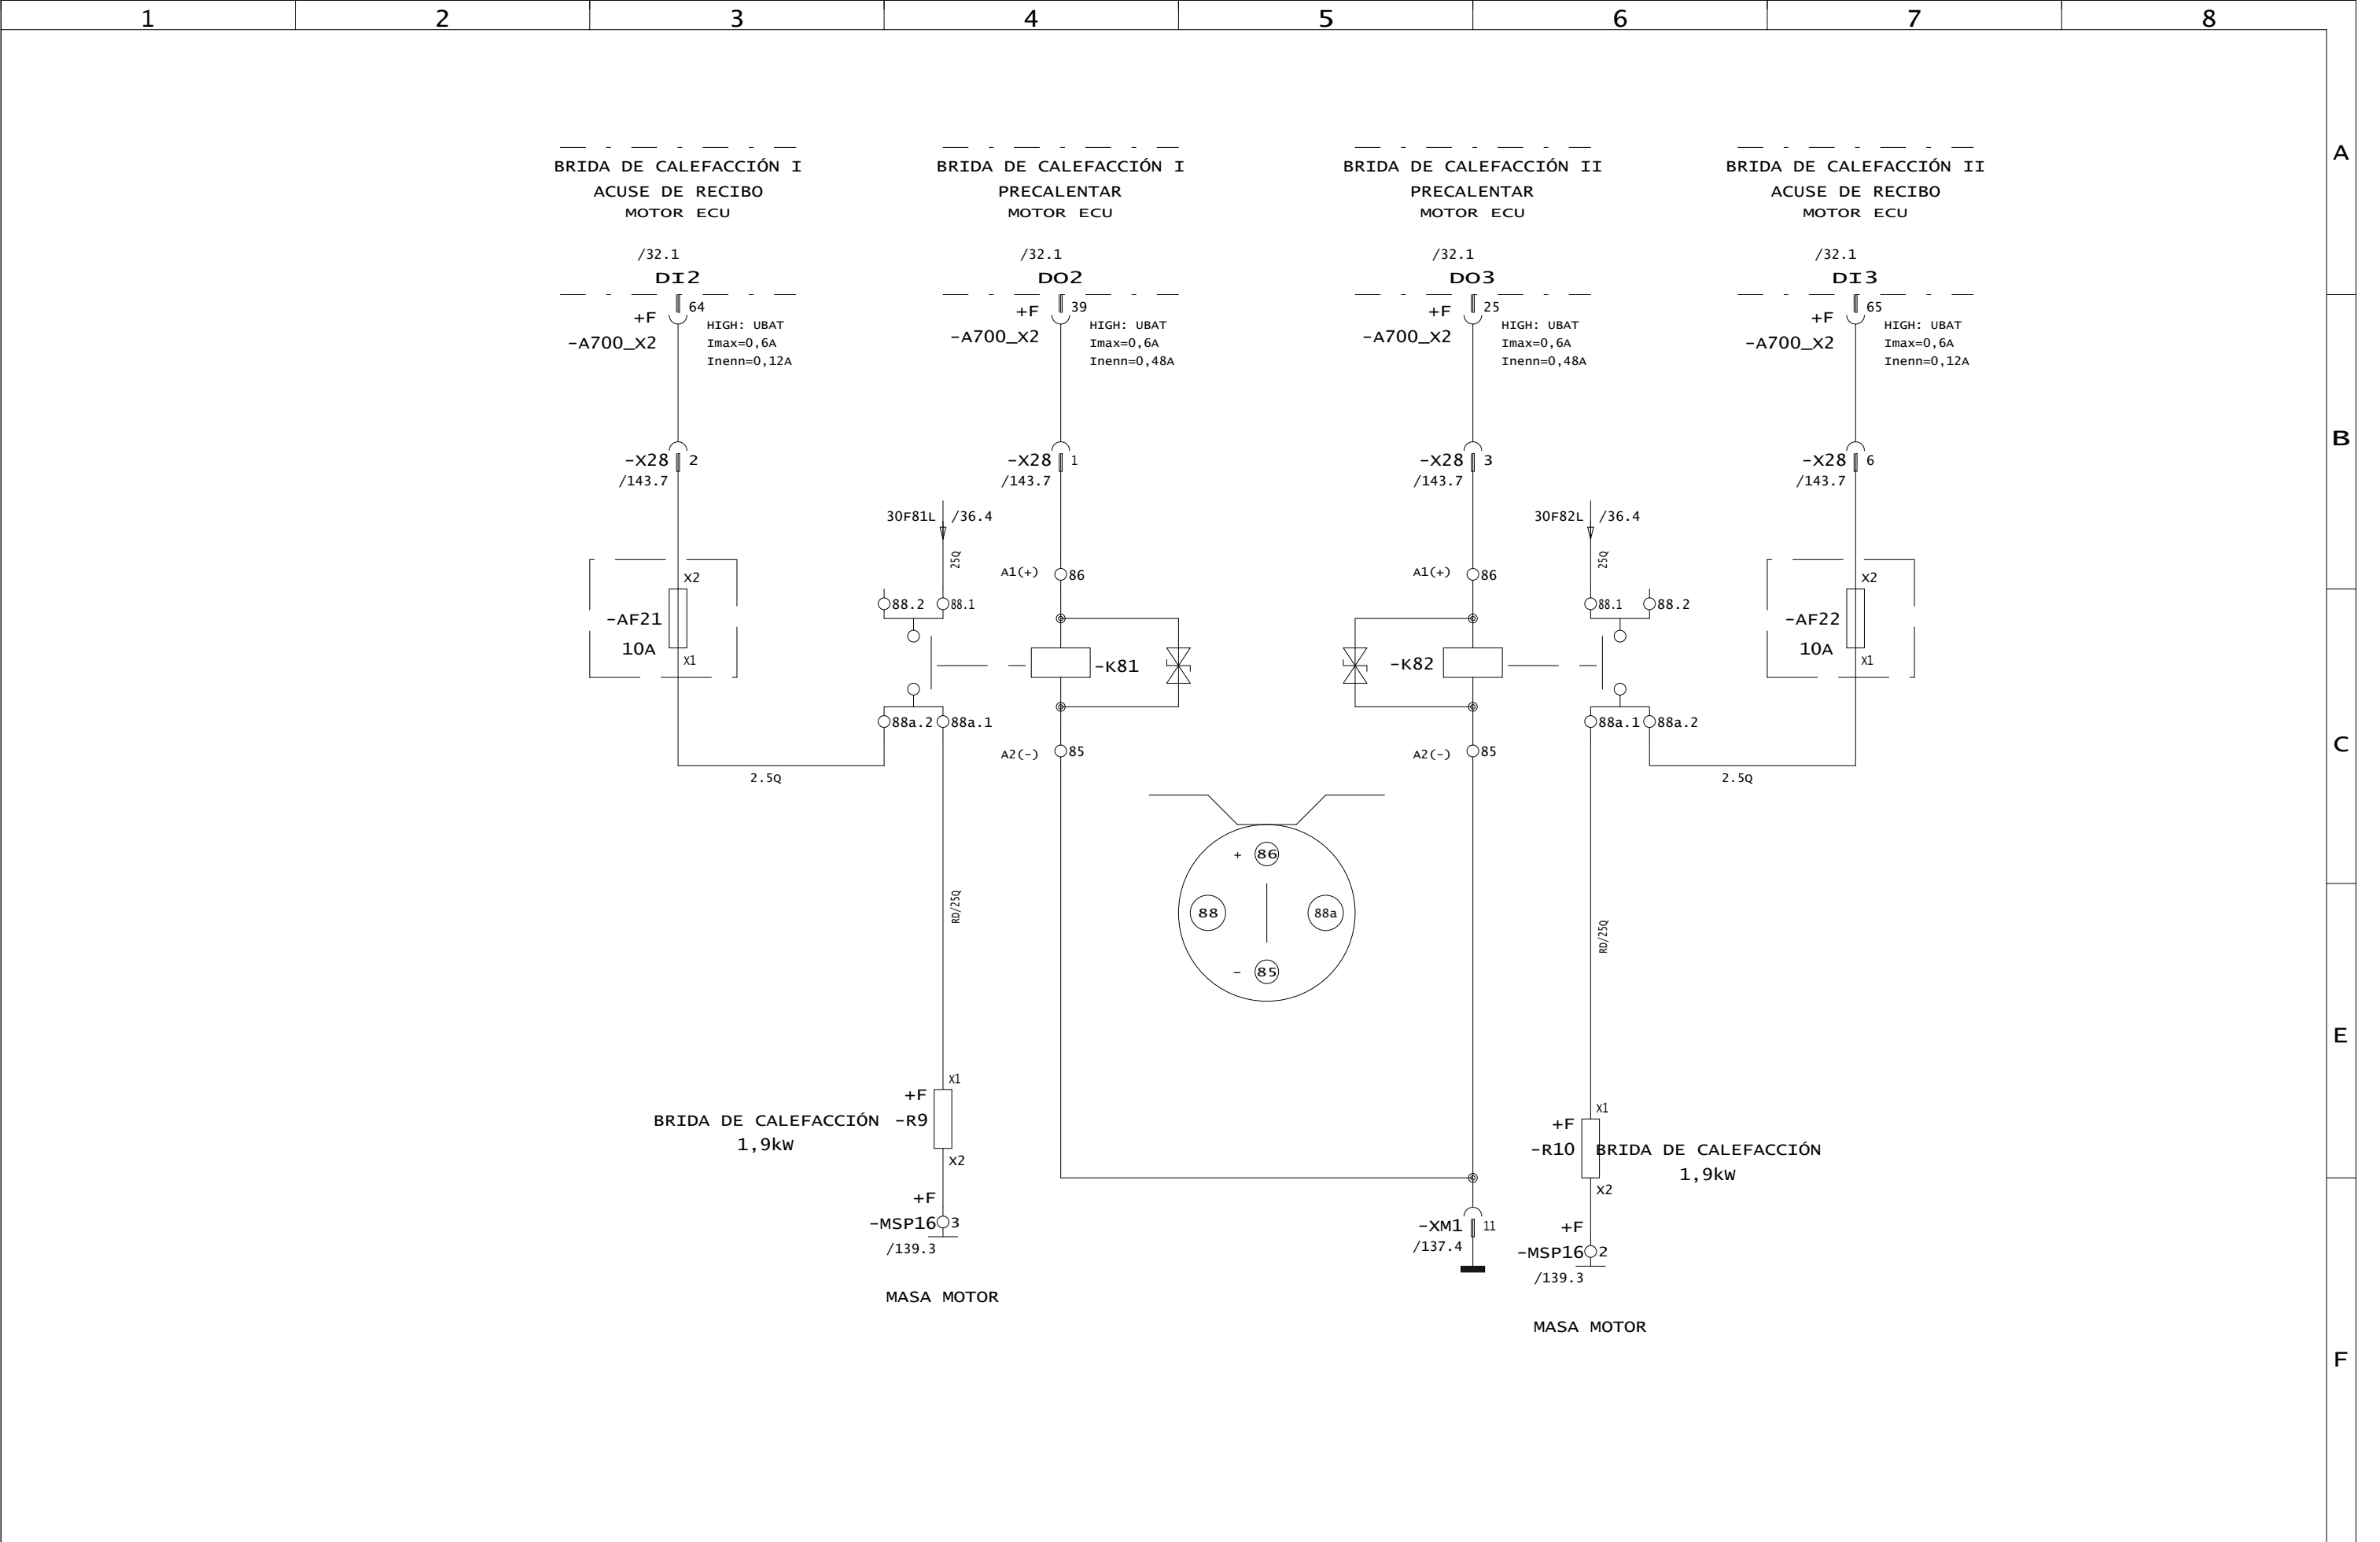 1 2 3 4 5 6 7 8
A
BRIDA DE CALEFACCIÓN I
ACUSE DE RECIBO
MOTOR ECU
/32.1
DI2
BRIDA DE CALEFACCIÓN I
PRECALENTAR
MOTOR ECU
/32.1
DO2
BRIDA DE CALEFACCIÓN II
PRECALENTAR
MOTOR ECU
/32.1
DO3
BRIDA DE CALEFACCIÓN II
ACUSE DE RECIBO
MOTOR ECU
/32.1
DI3
+F
-A700_X2
64
HIGH: UBAT
Imax=0,6A
Inenn=0,12A
+F
-A700_X2
39
HIGH: UBAT
Imax=0,6A
Inenn=0,48A
+F
-A700_X2
25
HIGH: UBAT
Imax=0,6A
Inenn=0,48A
+F
-A700_X2
65
HIGH: UBAT
Imax=0,6A
Inenn=0,12A
B
-X28 2
/143.7
-X28 1
/143.7
-X28 3
/143.7
-X28 6
/143.7
30F81L /36.4
25Q
30F82L /36.4
25Q
A1(+) 86
A1(+) 86
X2
-AF21
10A
X1
88.2 88.1
-K81
88a.2 88a.1
A2(-) 85
2.5Q
-K82
88.1 88.2
88a.1 88a.2
A2(-) 85
X2
-AF22
10A
X1
2.5Q
C
+ 86
88 88a
- 85
RD/25Q
RD/25Q
E
X1
+F
BRIDA DE CALEFACCIÓN -R9
1,9kW
X2
+F
-MSP16 3
/139.3
MASA MOTOR
X1
+F
-R10 BRIDA DE CALEFACCIÓN
1,9kW
X2
-XM1 11
/137.4
+F
-MSP16 2
/139.3
MASA MOTOR
F